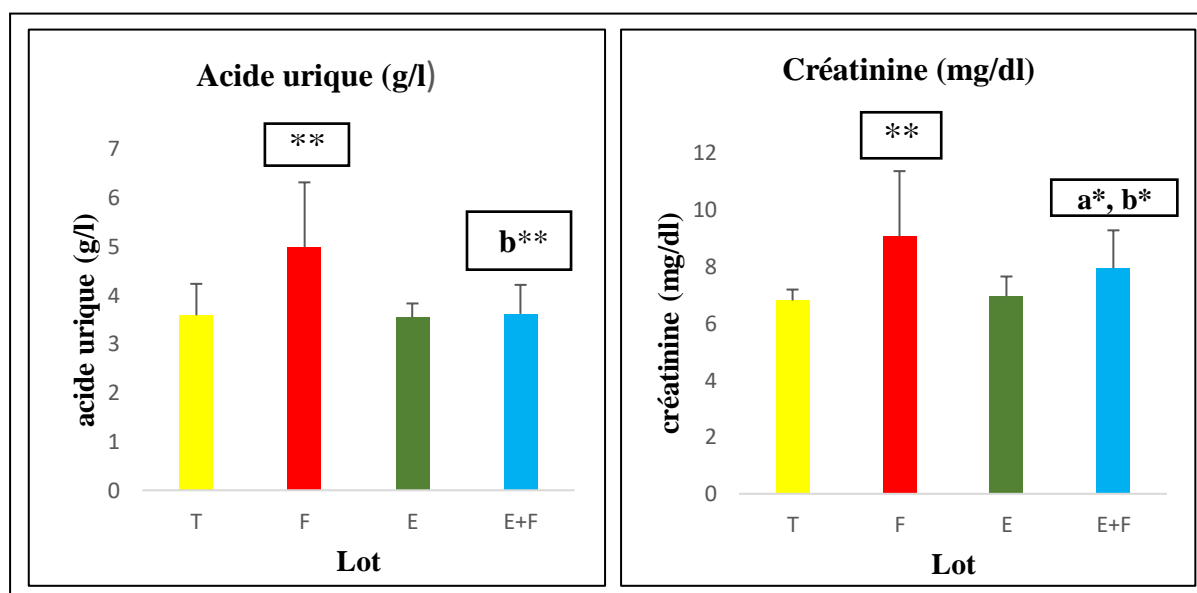 Acide urique (g/l)
**
b**
acide urique (g/l)
7
6
5
4
3
2
1
0
T F E E+F
Lot
Créatinine (mg/dl)
**
a*, b*
créatinine (mg/dl)
12
10
8
6
4
2
0
T F E E+F
Lot